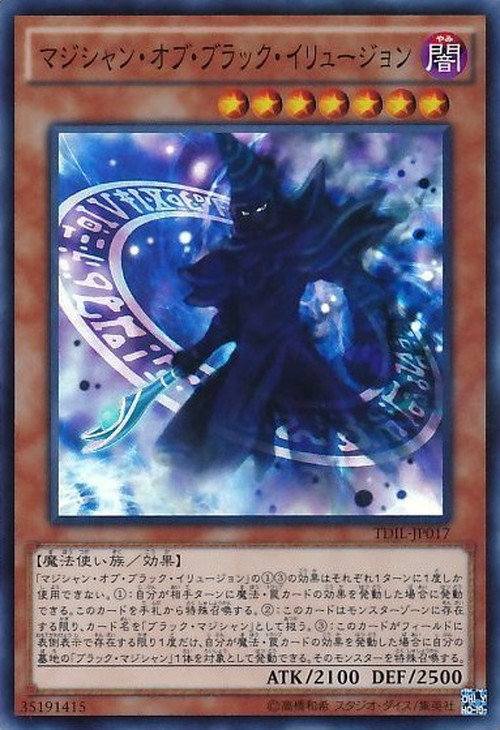 マジシャン・オブ・ブラック・イリュージョン
闇
TDIL-JP017
【魔法使い族/効果】
「マジシャン・オブ・ブラック・イリュージョン」の①③の効果はそれぞれ1ターンに1度しか
使用できない。①：自分が相手ターンに魔法・罠カードの効果を発動した場合に発動
できる。このカードを手札から特殊召喚する。②：このカードはモンスターゾーンに存在
する限り、カード名を「ブラック・マジシャン」として扱う。③：このカードがフィールドに
表側表示で存在する限り1度だけ、自分が魔法・罠カードの効果を発動した場合に自分の
墓地の「ブラック・マジシャン」1体を対象として発動できる。そのモンスターを特殊召喚する。
ATK/2100 DEF/2500
35191415
©高橋和希 スタジオ・ダイス/集英社